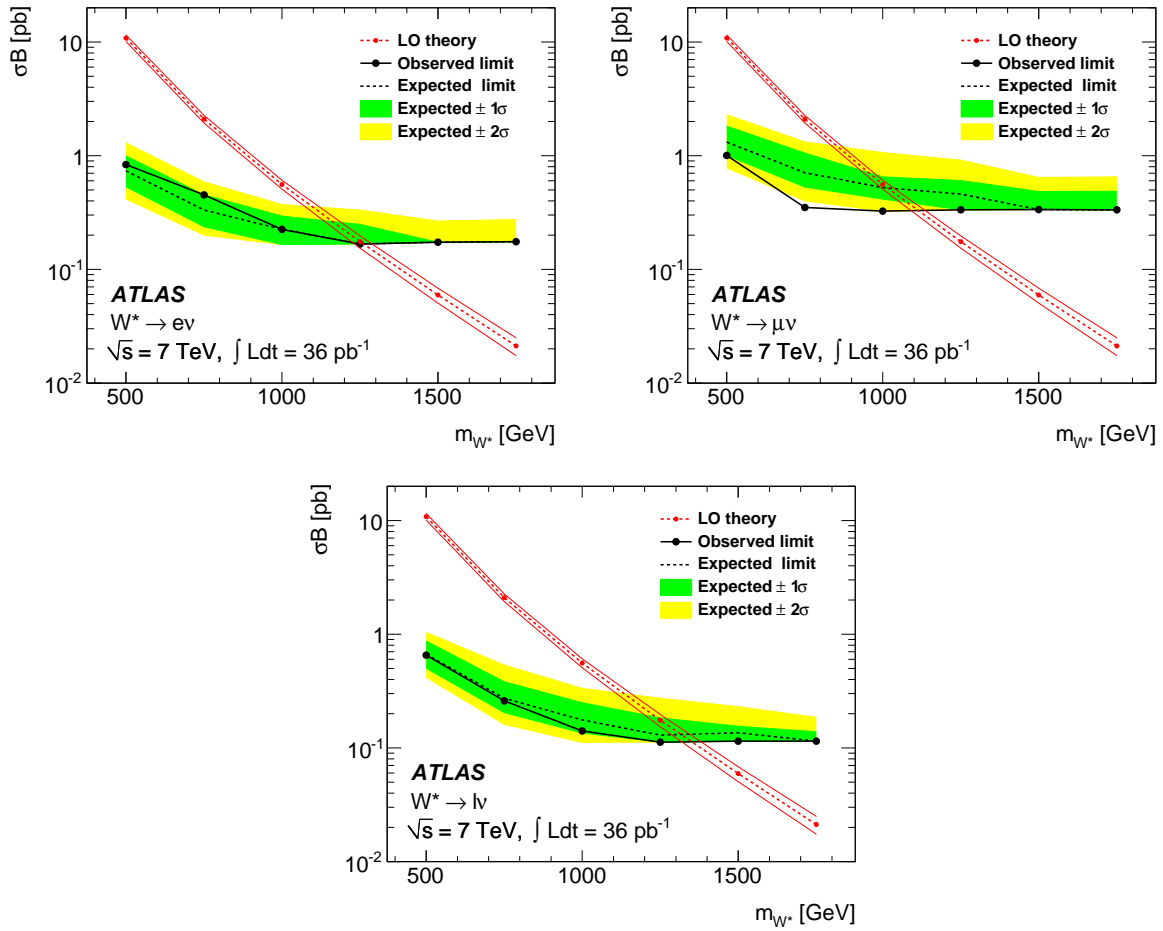 σB [pb]
10
1
10⁻¹
10⁻²
LO theory
Observed limit
Expected limit
Expected ± 1σ
Expected ± 2σ
ATLAS
W* → eν
√s = 7 TeV, ∫ Ldt = 36 pb⁻¹
500 1000 1500
m_W* [GeV]
σB [pb]
10
1
10⁻¹
10⁻²
LO theory
Observed limit
Expected limit
Expected ± 1σ
Expected ± 2σ
ATLAS
W* → μν
√s = 7 TeV, ∫ Ldt = 36 pb⁻¹
500 1000 1500
m_W* [GeV]
σB [pb]
10
1
10⁻¹
10⁻²
LO theory
Observed limit
Expected limit
Expected ± 1σ
Expected ± 2σ
ATLAS
W* → lν
√s = 7 TeV, ∫ Ldt = 36 pb⁻¹
500 1000 1500
m_W* [GeV]